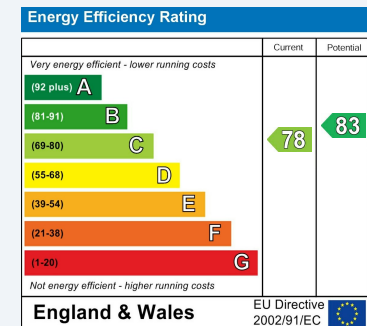 Energy Efficiency Rating
Current Potential
Very energy efficient - lower running costs
(92 plus) A
(81-91) B
(69-80) C
(55-68) D
(39-54) E
(21-38) F
(1-20) G
78
83
Not energy efficient - higher running costs
England & Wales
EU Directive
2002/91/EC